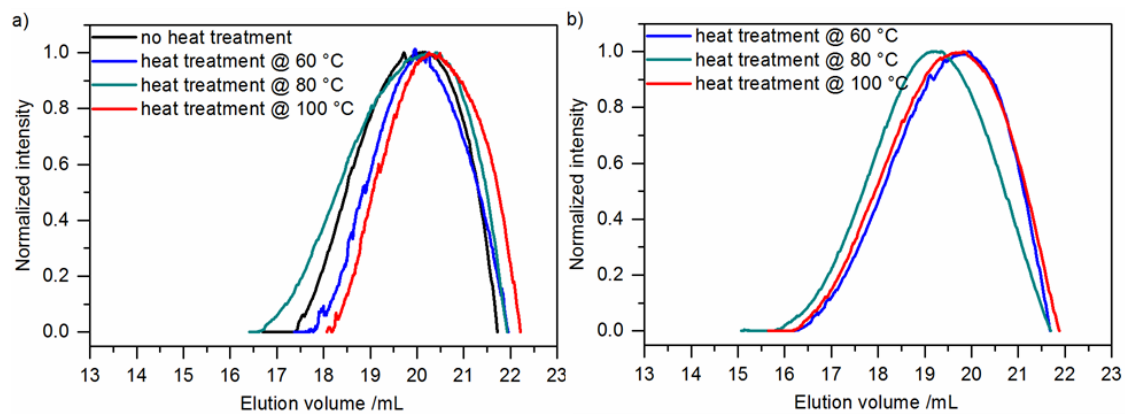 a)
no heat treatment
heat treatment @ 60 °C
heat treatment @ 80 °C
heat treatment @ 100 °C
1.0
0.8
0.6
0.4
0.2
0.0
Normalized intensity
13 14 15 16 17 18 19 20 21 22 23
Elution volume /mL
b)
heat treatment @ 60 °C
heat treatment @ 80 °C
heat treatment @ 100 °C
1.0
0.8
0.6
0.4
0.2
0.0
Normalized intensity
13 14 15 16 17 18 19 20 21 22 23
Elution volume /mL